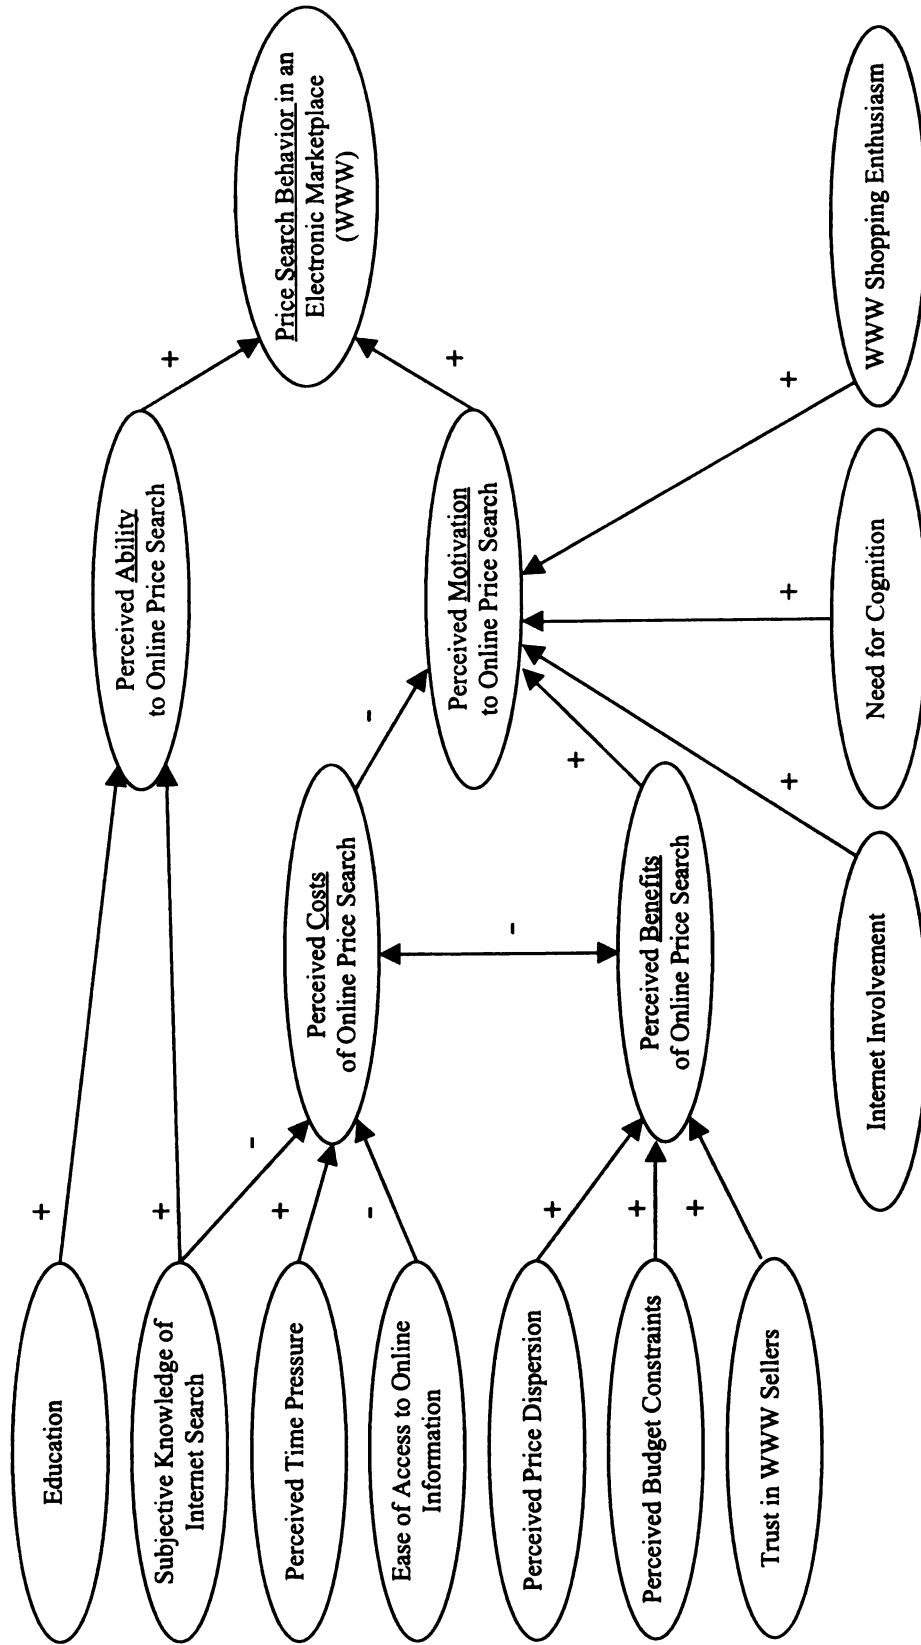 Education
+
Subjective Knowledge of
Internet Search
+
-
Perceived Time Pressure
+
Ease of Access to Online
Information
-
Perceived Price Dispersion
+
Perceived Budget Constraints
+
Trust in WWW Sellers
+
Perceived Costs
of Online Price Search
-
-
Perceived Benefits
of Online Price Search
+
Perceived Ability
to Online Price Search
+
Perceived Motivation
to Online Price Search
+
Price Search Behavior in an
Electronic Marketplace
(WWW)
Internet Involvement
+
Need for Cognition
+
WWW Shopping Enthusiasm
+